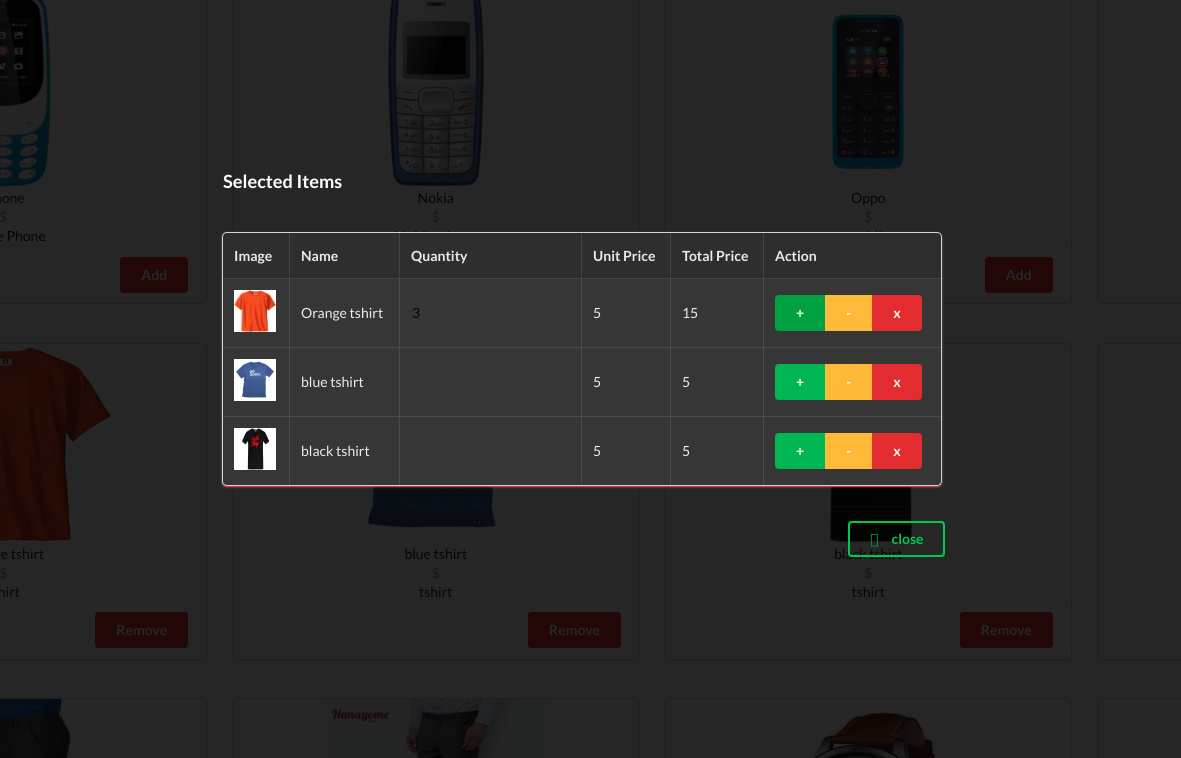 Nokia
Oppo
$
$
$
Phone
Add
Add
Selected Items
Image Name Quantity Unit Price Total Price Action
Orange tshirt 3 5 15 + - x
blue tshirt 5 5 + - x
black tshirt 5 5 + - x
close
e tshirt
blue tshirt
black tshirt
$
$
$
tshirt
tshirt
Remove
Remove
Remove
Hanayome